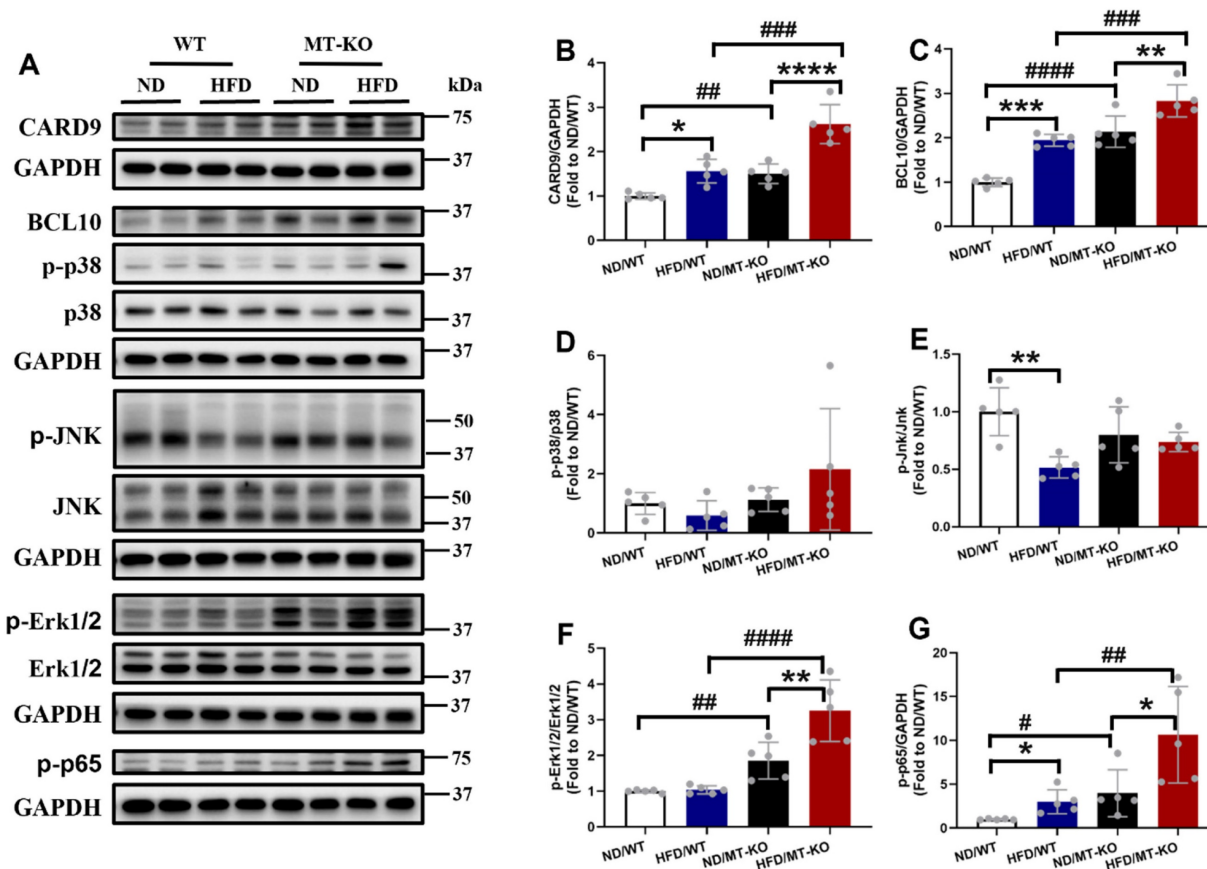 A
WT MT-KO
ND HFD ND HFD kDa
CARD9 75
GAPDH 37
BCL10 37
p-p38 37
p38 37
GAPDH 37
p-JNK 50
37
JNK 50
37
GAPDH 37
p-Erk1/2 37
Erk1/2 37
GAPDH 37
p-p65 75
GAPDH 37
B
###
****
##
*
CARD9/GAPDH
(Fold to ND/WT)
4
3
2
1
0
ND/WT HFD/WT ND/MT-KO HFD/MT-KO
C
###
**
####
***
BCL10/GAPDH
(Fold to ND/WT)
4
3
2
1
0
ND/WT HFD/WT ND/MT-KO HFD/MT-KO
D
p-p38/p38
(Fold to ND/WT)
6
4
2
0
ND/WT HFD/WT ND/MT-KO HFD/MT-KO
E
**
p-Jnk/Jnk
(Fold to ND/WT)
1.5
1.0
0.5
0.0
ND/WT HFD/WT ND/MT-KO HFD/MT-KO
F
####
**
##
p-Erk1/2/Erk1/2
(Fold to ND/WT)
5
4
3
2
1
0
ND/WT HFD/WT ND/MT-KO HFD/MT-KO
G
##
*
#
*
p-p65/GAPDH
(Fold to ND/WT)
20
15
10
5
0
ND/WT HFD/WT ND/MT-KO HFD/MT-KO